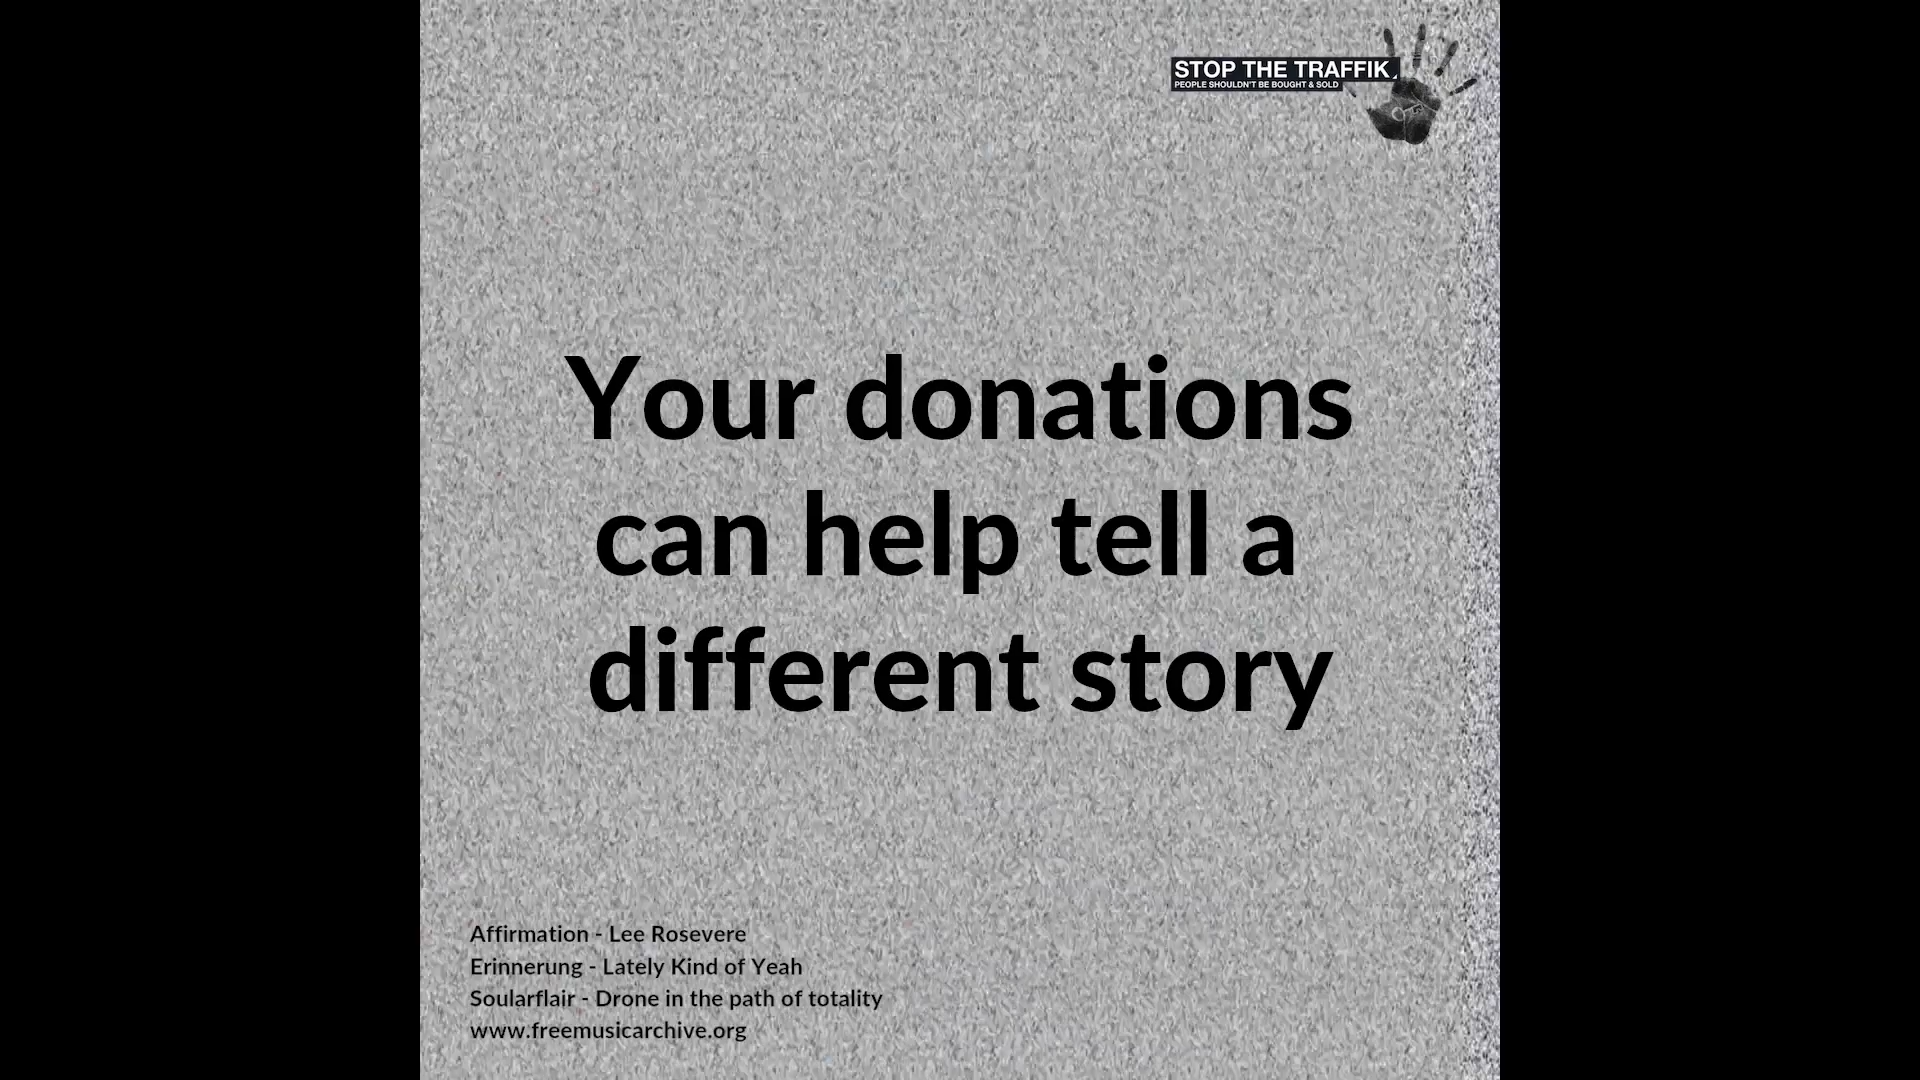 STOP THE TRAFFIK
PEOPLE SHOULDN'T BE BOUGHT & SOLD
Your donations
can help tell a
different story
Affirmation - Lee Rosevere
Erinnerung - Lately Kind of Yeah
Soularflair - Drone in the path of totality
www.freemusicarchive.org